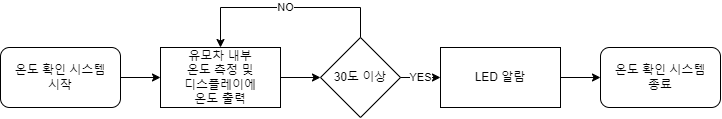 NO
온도 확인 시스템
시작
유모차 내부
온도 측정 및
디스플레이에
온도 출력
30도 이상
YES
LED 알람
온도 확인 시스템
종료